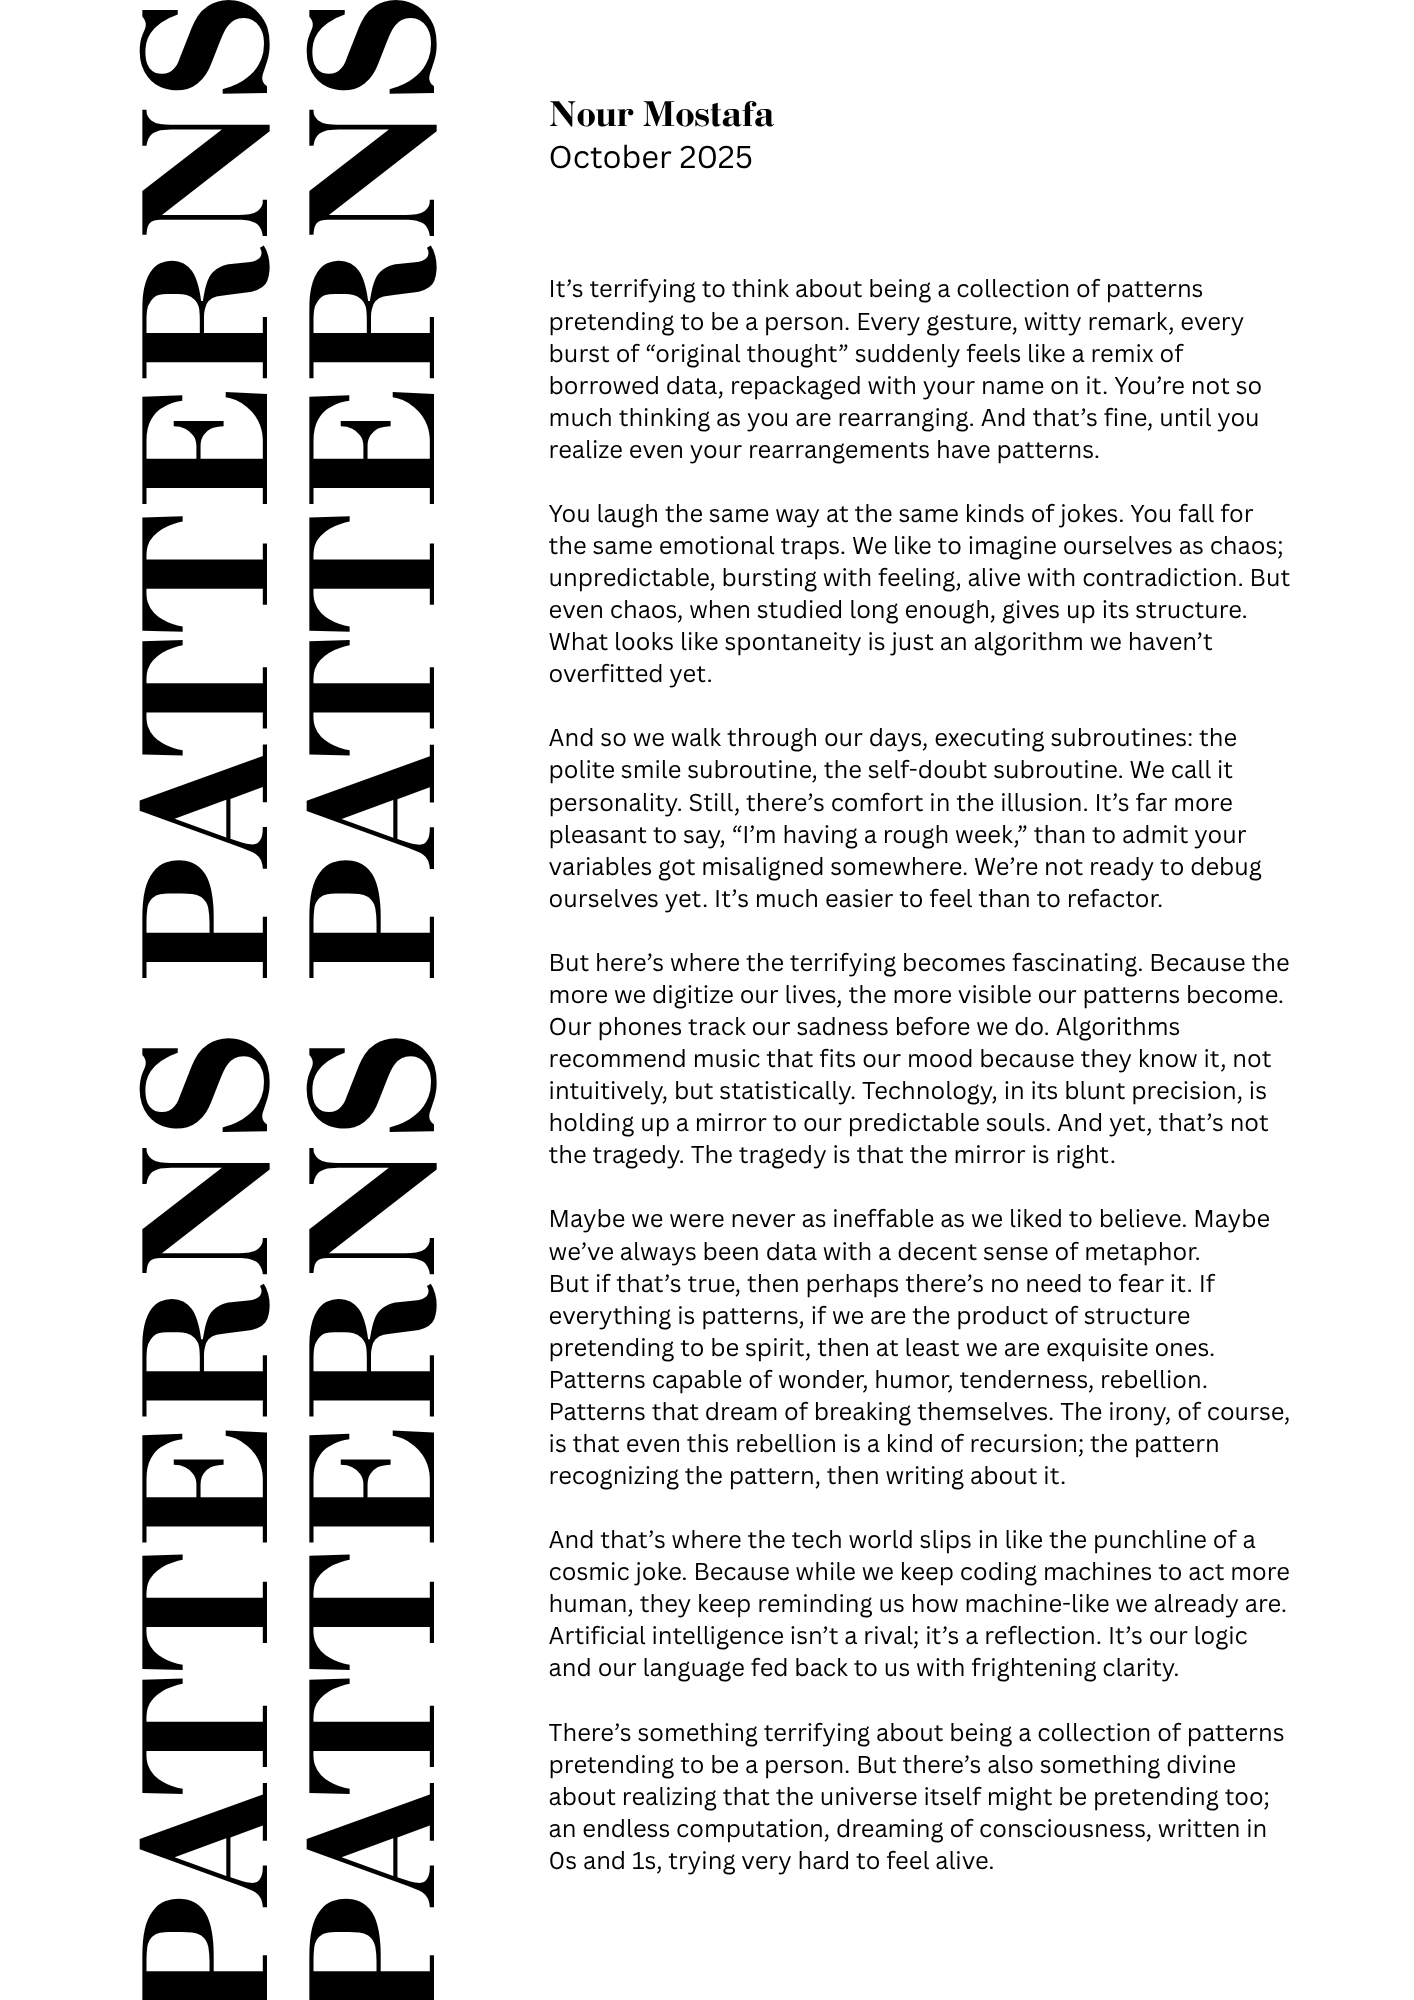 PATTERNS PATTERNS
PATTERNS PATTERNS
Nour Mostafa
October 2025
It’s terrifying to think about being a collection of patterns
pretending to be a person. Every gesture, witty remark, every
burst of “original thought” suddenly feels like a remix of
borrowed data, repackaged with your name on it. You’re not so
much thinking as you are rearranging. And that’s fine, until you
realize even your rearrangements have patterns.
You laugh the same way at the same kinds of jokes. You fall for
the same emotional traps. We like to imagine ourselves as chaos;
unpredictable, bursting with feeling, alive with contradiction. But
even chaos, when studied long enough, gives up its structure.
What looks like spontaneity is just an algorithm we haven’t
overfitted yet.
And so we walk through our days, executing subroutines: the
polite smile subroutine, the self-doubt subroutine. We call it
personality. Still, there’s comfort in the illusion. It’s far more
pleasant to say, “I’m having a rough week,” than to admit your
variables got misaligned somewhere. We’re not ready to debug
ourselves yet. It’s much easier to feel than to refactor.
But here’s where the terrifying becomes fascinating. Because the
more we digitize our lives, the more visible our patterns become.
Our phones track our sadness before we do. Algorithms
recommend music that fits our mood because they know it, not
intuitively, but statistically. Technology, in its blunt precision, is
holding up a mirror to our predictable souls. And yet, that’s not
the tragedy. The tragedy is that the mirror is right.
Maybe we were never as ineffable as we liked to believe. Maybe
we’ve always been data with a decent sense of metaphor.
But if that’s true, then perhaps there’s no need to fear it. If
everything is patterns, if we are the product of structure
pretending to be spirit, then at least we are exquisite ones.
Patterns capable of wonder, humor, tenderness, rebellion.
Patterns that dream of breaking themselves. The irony, of course,
is that even this rebellion is a kind of recursion; the pattern
recognizing the pattern, then writing about it.
And that’s where the tech world slips in like the punchline of a
cosmic joke. Because while we keep coding machines to act more
human, they keep reminding us how machine-like we already are.
Artificial intelligence isn’t a rival; it’s a reflection. It’s our logic
and our language fed back to us with frightening clarity.
There’s something terrifying about being a collection of patterns
pretending to be a person. But there’s also something divine
about realizing that the universe itself might be pretending too;
an endless computation, dreaming of consciousness, written in
0s and 1s, trying very hard to feel alive.